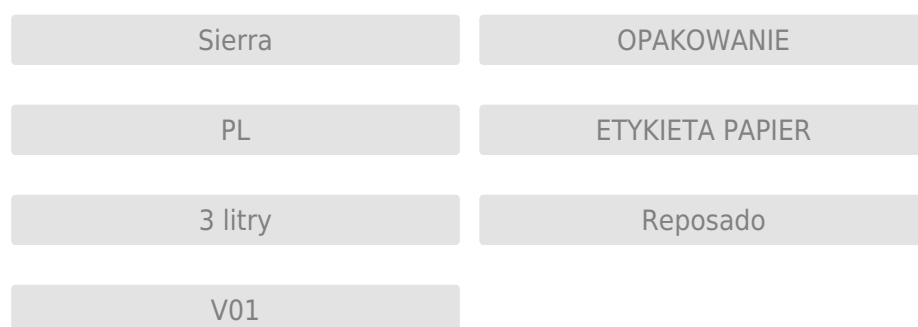 Sierra
OPAKOWANIE
PL
ETYKIETA PAPIER
3 litry
Reposado
V01